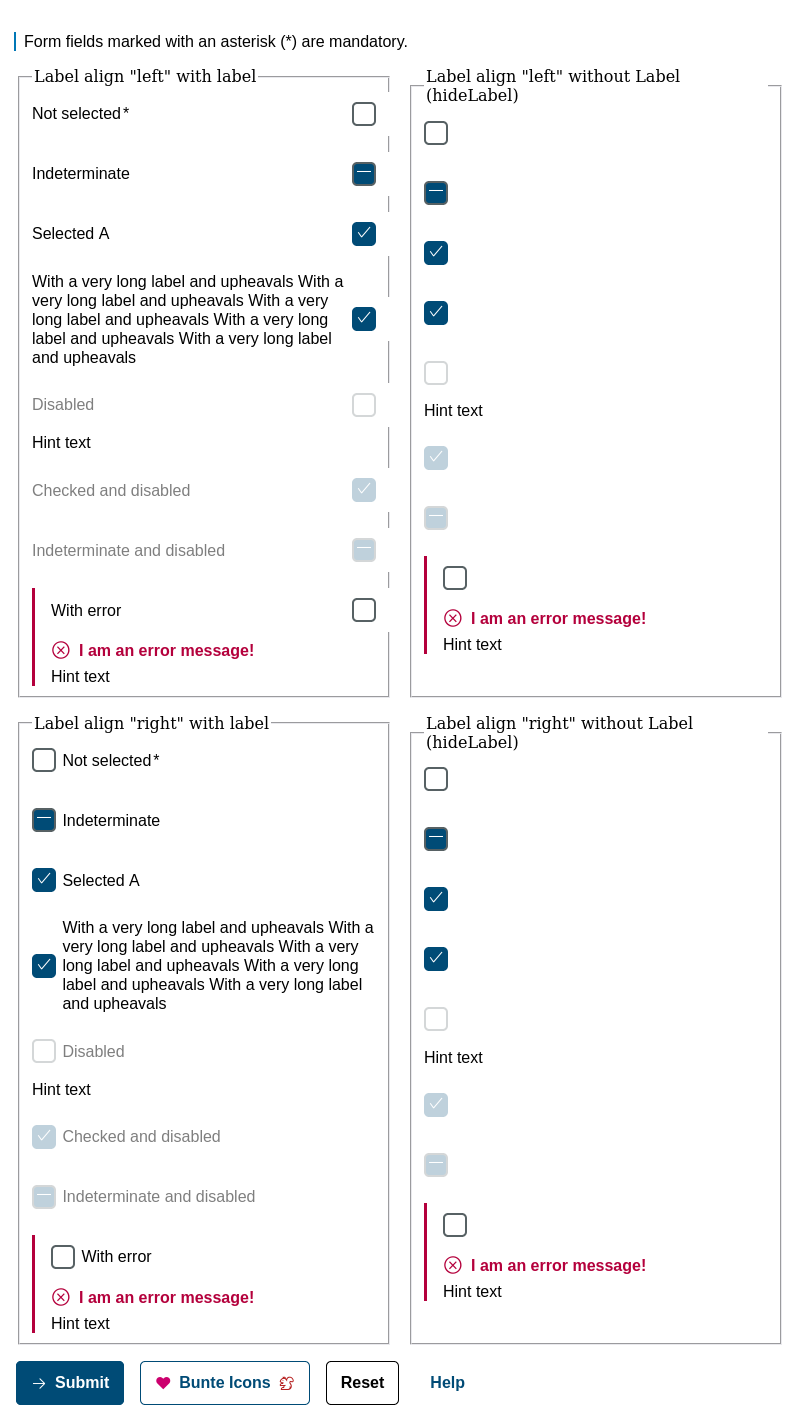 Form fields marked with an asterisk (*) are mandatory.
Label align "left" with label
Not selected*
Indeterminate
Selected A
With a very long label and upheavals With a
very long label and upheavals With a very
long label and upheavals With a very long
label and upheavals With a very long label
and upheavals
Disabled
Hint text
Checked and disabled
Indeterminate and disabled
With error
I am an error message!
Hint text
Label align "left" without Label
(hideLabel)
Hint text
I am an error message!
Hint text
Label align "right" with label
Not selected*
Indeterminate
Selected A
With a very long label and upheavals With a
very long label and upheavals With a very
long label and upheavals With a very long
label and upheavals With a very long label
and upheavals
Disabled
Hint text
Checked and disabled
Indeterminate and disabled
With error
I am an error message!
Hint text
Label align "right" without Label
(hideLabel)
Hint text
I am an error message!
Hint text
Submit
Bunte Icons
Reset
Help